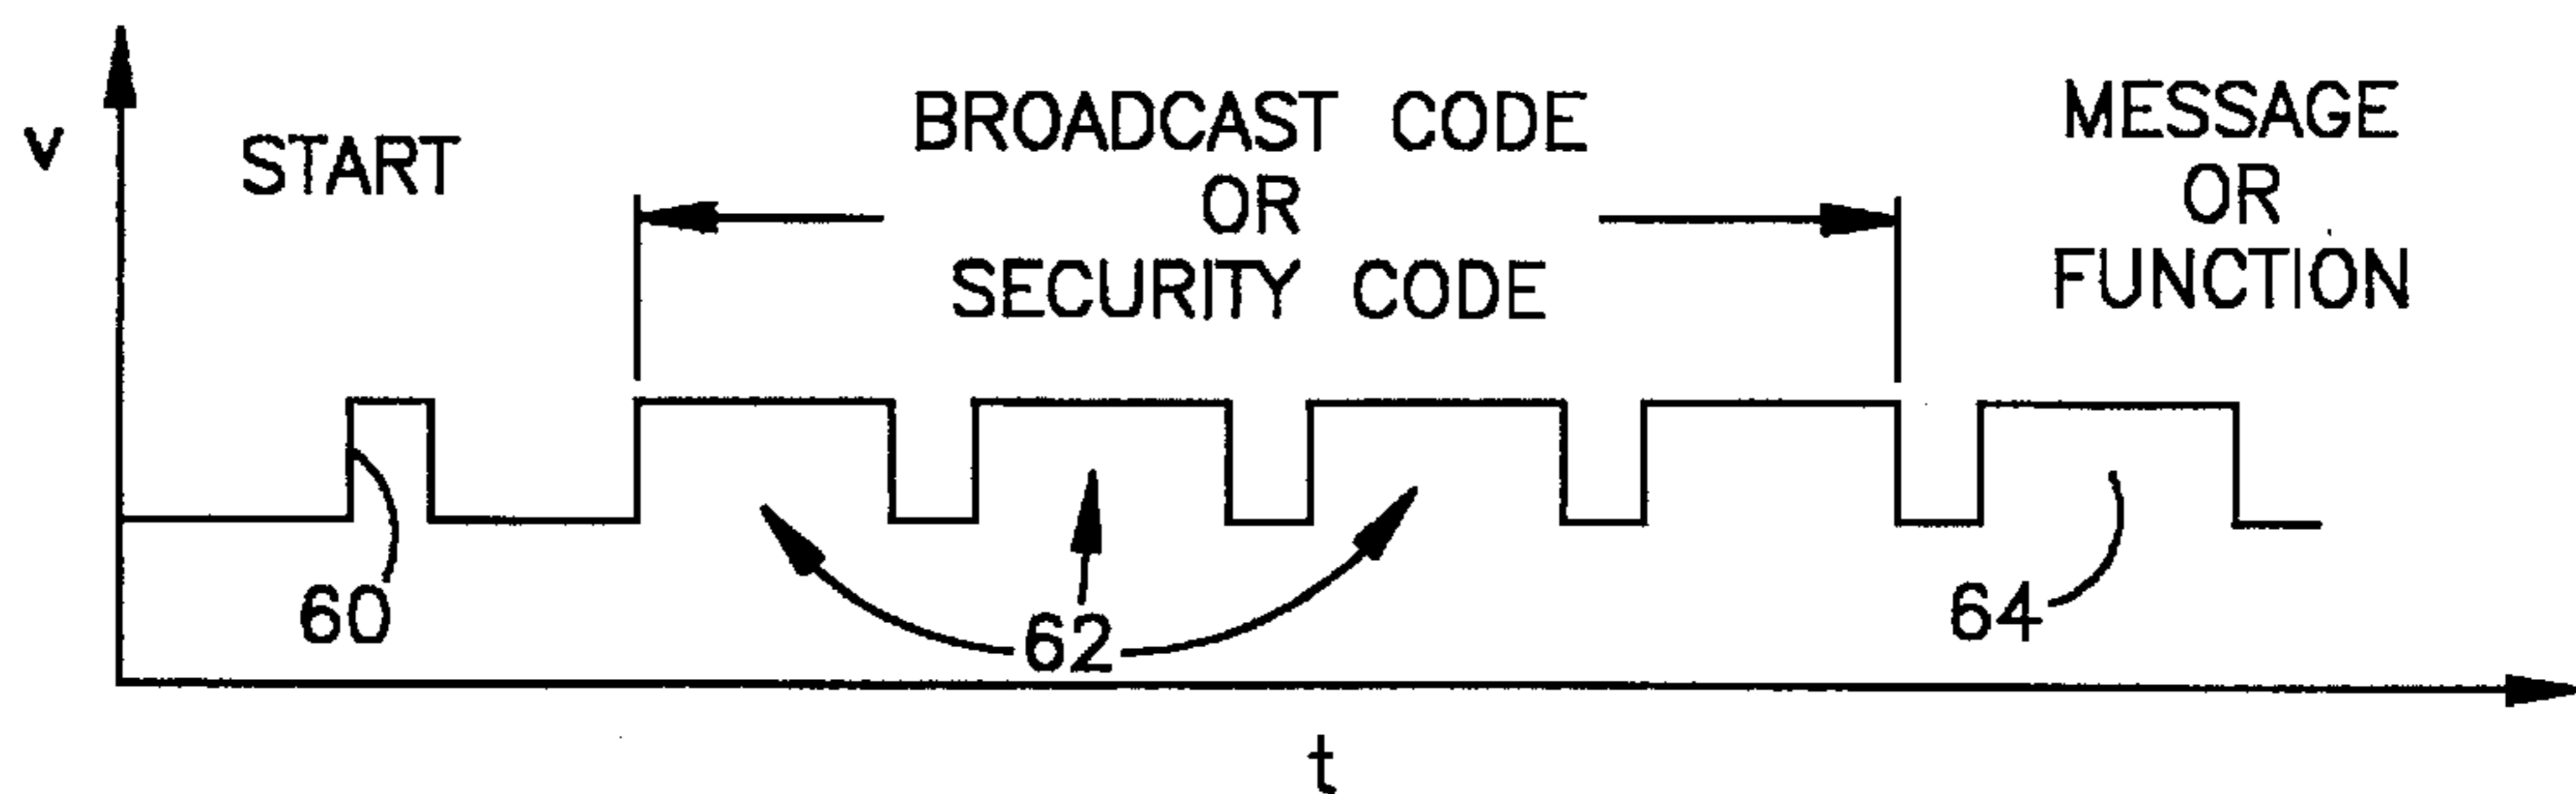 v
START
BROADCAST CODE
OR
SECURITY CODE
MESSAGE
OR
FUNCTION
60
62
64
t